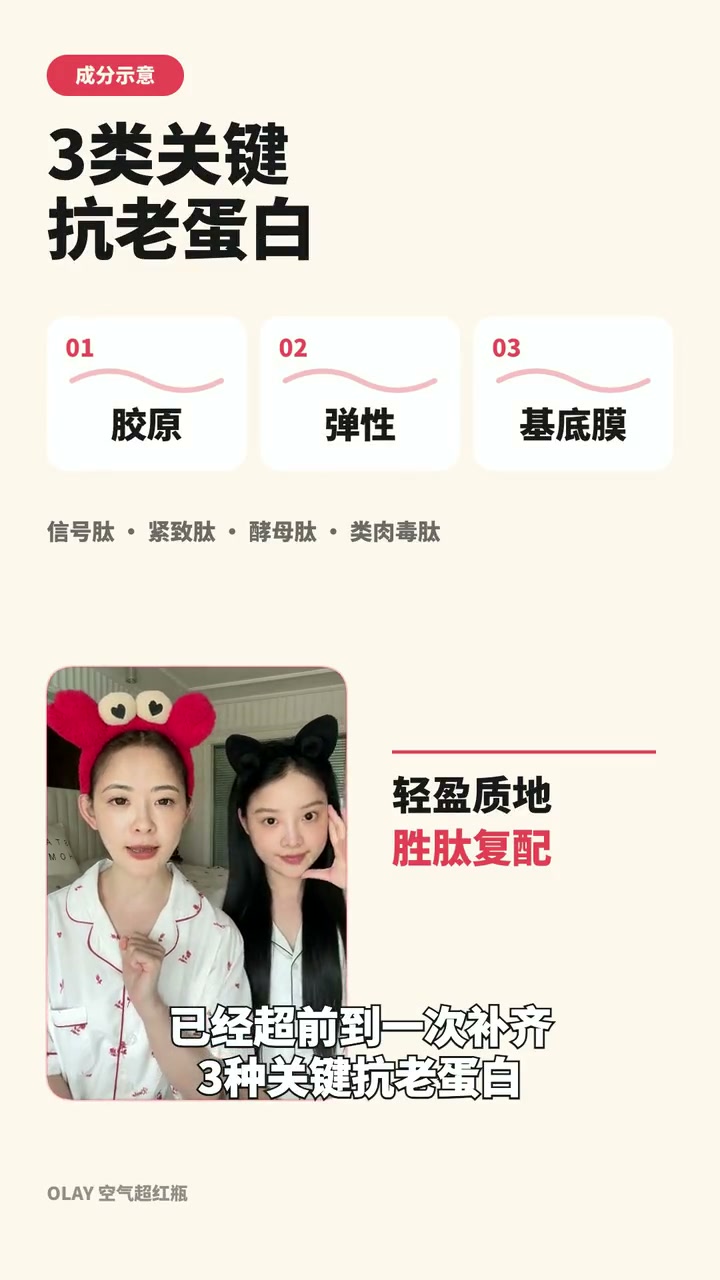 成分示意
3类关键
抗老蛋白
01
02
03
胶原
弹性
基底膜
信号肽 • 紧致肽 • 酵母肽 • 类肉毒肽
轻盈质地
胜肽复配
已经超前到一次补齐
3种关键抗老蛋白
OLAY 空气超红瓶